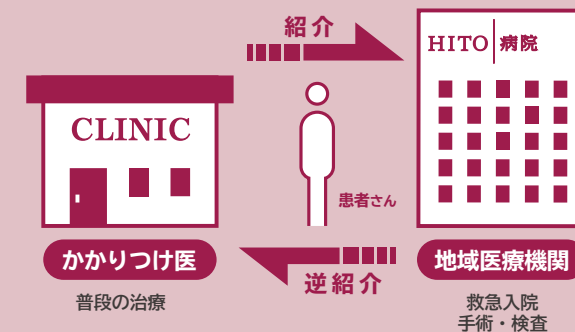 紹介
HITO 病院
CLINIC
患者さん
かかりつけ医
地域医療機関
逆紹介
普段の治療
救急入院
手術・検査